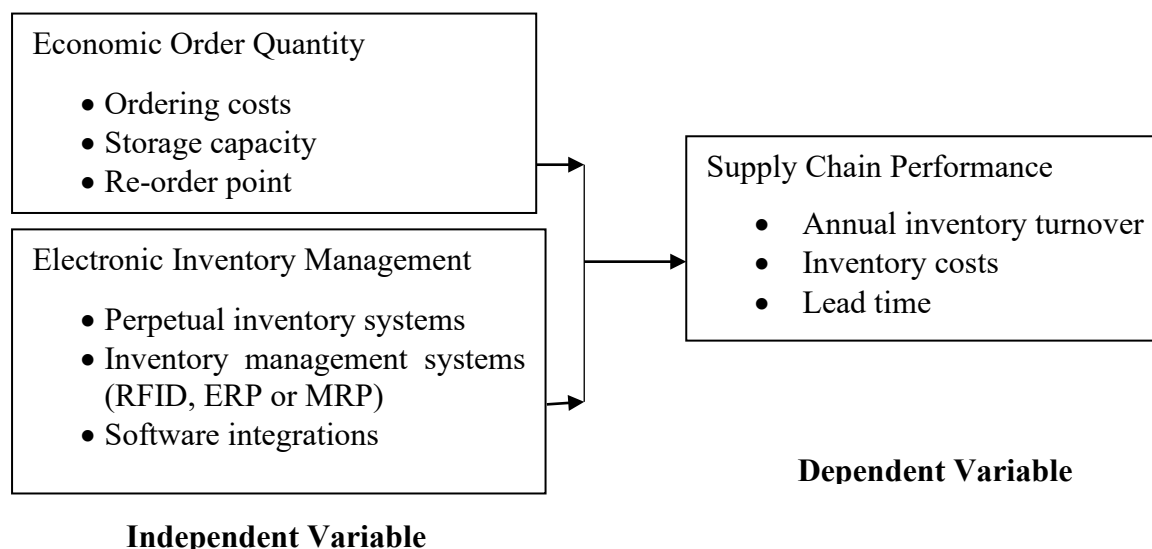 Economic Order Quantity
• Ordering costs
• Storage capacity
• Re-order point
Electronic Inventory Management
• Perpetual inventory systems
• Inventory management systems
(RFID, ERP or MRP)
• Software integrations
Independent Variable
Supply Chain Performance
• Annual inventory turnover
• Inventory costs
• Lead time
Dependent Variable